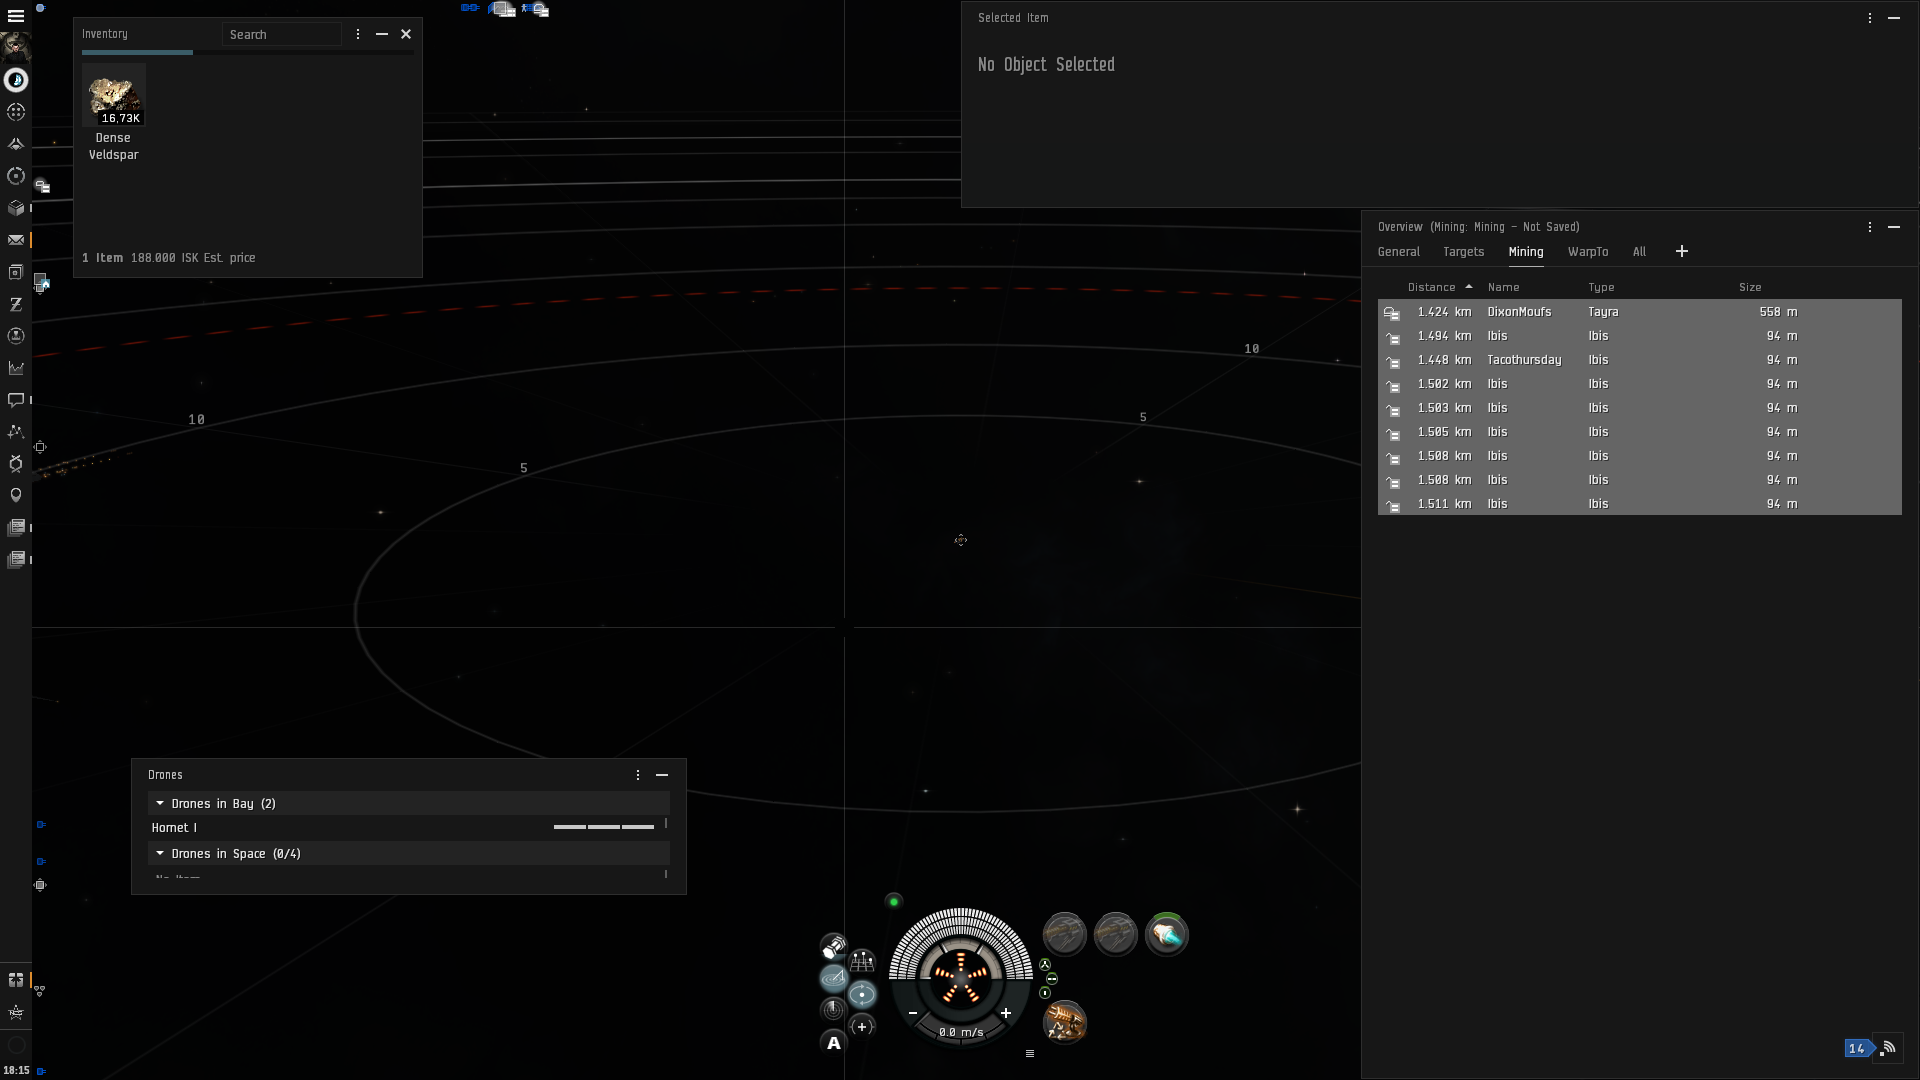 Inventory
Search
16,73K
Dense
Veldspar
1 Item 188.000 ISK Est. price
Selected Item
No Object Selected
Overview (Mining: Mining - Not Saved)
General Targets Mining WarpTo All +
Distance Name Type Size
1.424 km DixonMoufs Tayra 558 m
1.494 km Ibis Ibis 94 m
1.448 km Tacothursday Ibis 94 m
1.502 km Ibis Ibis 94 m
1.503 km Ibis Ibis 94 m
1.505 km Ibis Ibis 94 m
1.508 km Ibis Ibis 94 m
1.508 km Ibis Ibis 94 m
1.511 km Ibis Ibis 94 m
10
10
5
5
Drones
Drones in Bay (2)
Hornet I
Drones in Space (0/4)
No Item
0.0 m/s
A
14
18:15